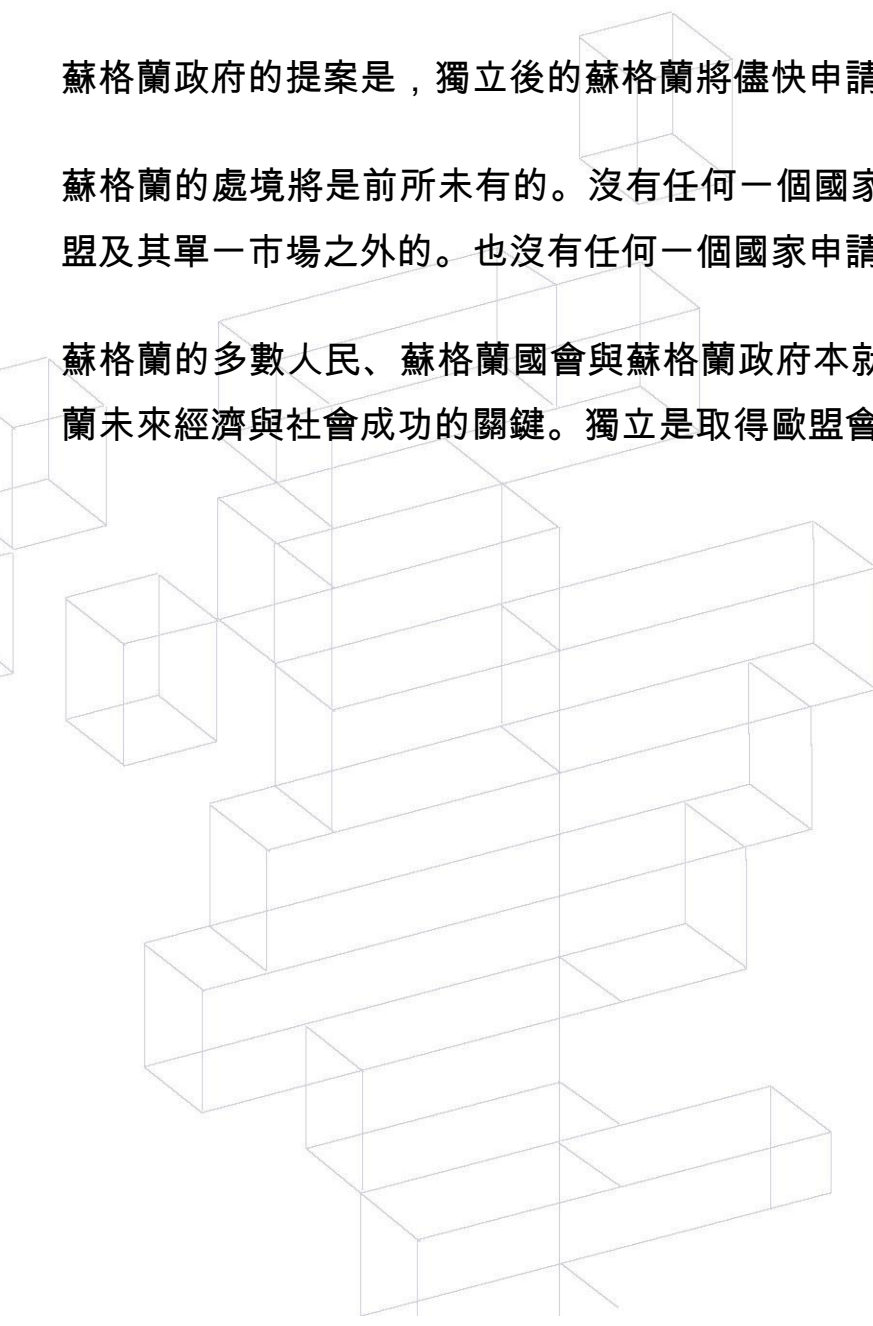 蘇格蘭政府的提案是，獨立後的蘇格蘭將儘快申請
蘇格蘭的處境將是前所未有的。沒有任何一個國家
盟及其單一市場之外的。也沒有任何一個國家申請
蘇格蘭的多數人民、蘇格蘭國會與蘇格蘭政府本就
蘭未來經濟與社會成功的關鍵。獨立是取得歐盟會